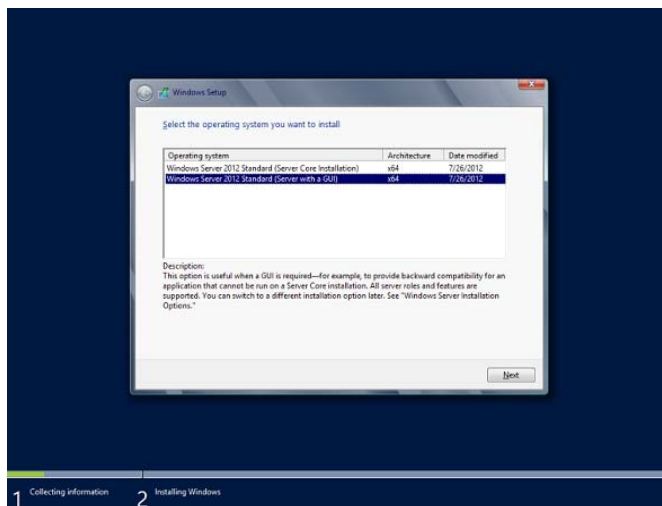 Windows Setup
Select the operating system you want to install
Operating system Architecture Date modified
Windows Server 2012 Standard (Server Core Installation) x64 7/26/2012
Windows Server 2012 Standard (Server with a GUI) x64 7/26/2012
Description:
This option is useful when a GUI is required—for example, to provide backward compatibility for an
application that cannot be run on a Server Core installation. All server roles and features are
supported. You can switch to a different installation option later. See "Windows Server Installation
Options."
Next
1 Collecting information 2 Installing Windows